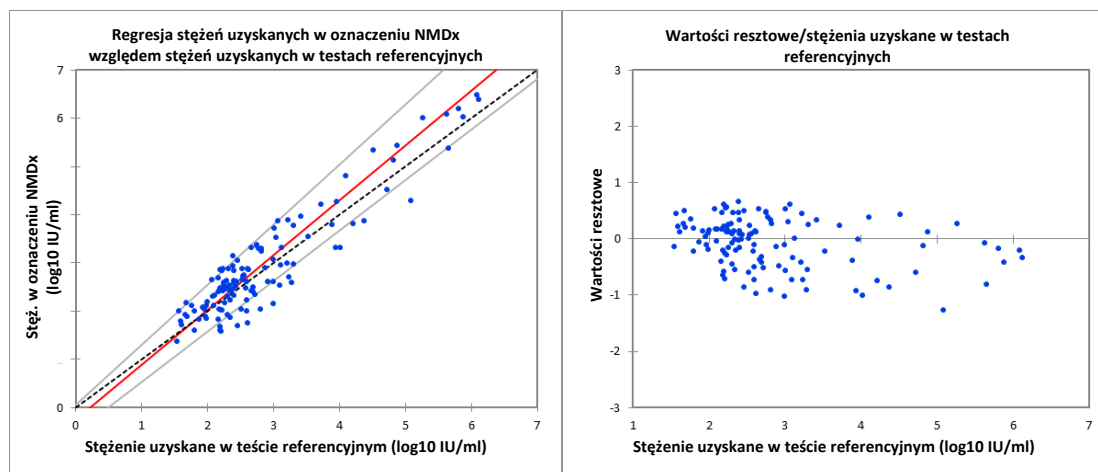 Regresja stężeń uzyskanych w oznaczeniu NMDx
względem stężeń uzyskanych w testach referencyjnych
7
6
0
Stęż. w oznaczeniu NMDx
(log10 IU/ml)
0 1 2 3 4 5 6 7
Stężenie uzyskane w teście referencyjnym (log10 IU/ml)
Wartości resztowe/stężenia uzyskane w testach
referencyjnych
3
2
1
0
-1
-2
-3
Wartości resztowe
1 2 3 4 5 6 7
Stężenie uzyskane w teście referencyjnym (log10 IU/ml)